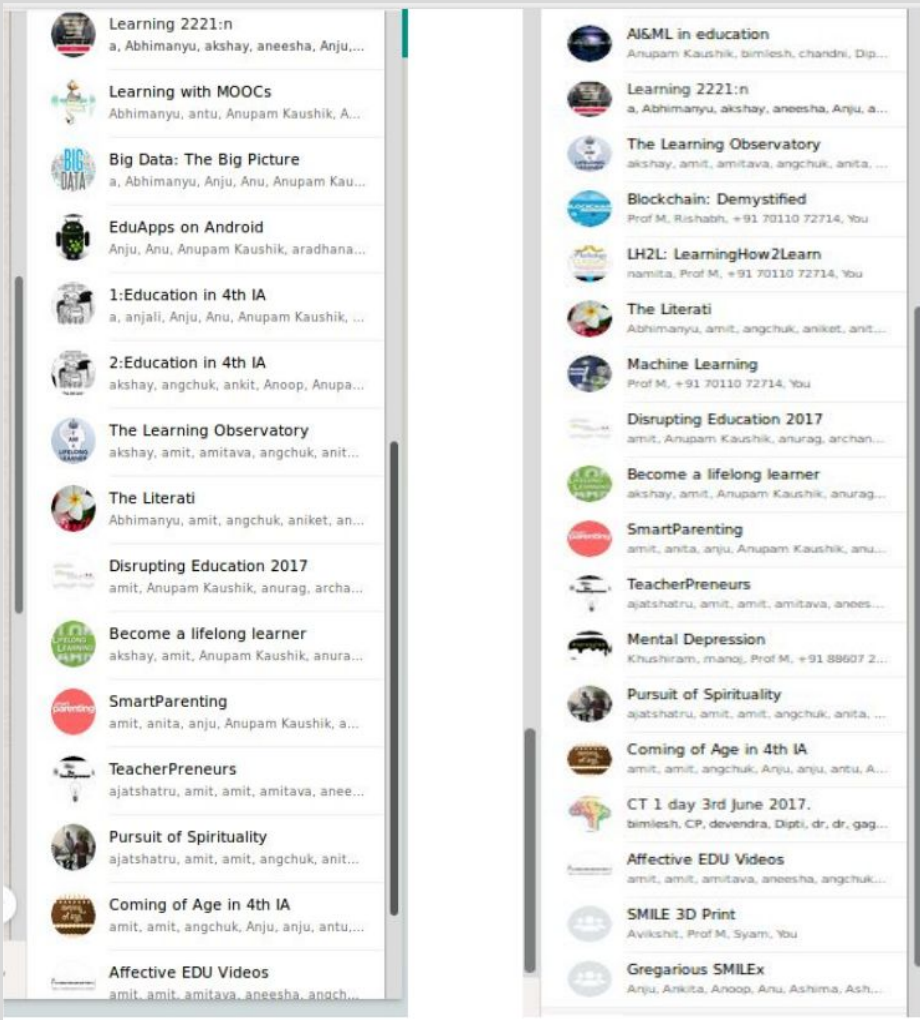 Learning 2221:n
a, Abhimanyu, akshay, aneesha, Anju,...
Learning with MOOCs
Abhimanyu, antu, Anupam Kaushik, A...
BIG DATA
Big Data: The Big Picture
a, Abhimanyu, Anju, Anu, Anupam Kau...
EduApps on Android
Anju, Anu, Anupam Kaushik, aradhana...
1:Education in 4th IA
a, anjali, Anju, Anu, Anupam Kaushik, ...
2:Education in 4th IA
akshay, angchuk, ankit, Anoop, Anupa...
The Learning Observatory
akshay, amit, amitava, angchuk, anit...
The Literati
Abhimanyu, amit, angchuk, aniket, an...
Disrupting Education 2017
amit, Anupam Kaushik, anurag, archa...
Become a lifelong learner
akshay, amit, Anupam Kaushik, anura...
SmartParenting
amit, anita, anju, Anupam Kaushik, a...
TeacherPreneurs
ajatshatru, amit, amit, amitava, anee...
Pursuit of Spirituality
ajatshatru, amit, amit, angchuk, anit...
Coming of Age in 4th IA
amit, amit, angchuk, Anju, anju, antu,...
Affective EDU Videos
amit, amit, amitava, aneesha, angch...
AI&ML in education
Anupam Kaushik, bimlesh, chandni, Dip...
Learning 2221:n
a, Abhimanyu, akshay, aneesha, Anju, a...
The Learning Observatory
akshay, amit, amitava, angchuk, anita, ...
Blockchain: Demystified
Prof M, Rishabh, +91 70110 72714, You
LH2L: LearningHow2Learn
namita, Prof M, +91 70110 72714, You
The Literati
Abhimanyu, amit, angchuk, aniket, anit...
Machine Learning
Prof M, +91 70110 72714, You
Disrupting Education 2017
amit, Anupam Kaushik, anurag, archan...
Become a lifelong learner
akshay, amit, Anupam Kaushik, anurag...
SmartParenting
amit, anita, anju, Anupam Kaushik, anu...
TeacherPreneurs
ajatshatru, amit, amit, amitava, anees...
Mental Depression
Khushiram, manoj, Prof M, +91 88607 2...
Pursuit of Spirituality
ajatshatru, amit, amit, angchuk, anita, ...
Coming of Age in 4th IA
amit, amit, angchuk, Anju, anju, antu, A...
CT 1 day 3rd June 2017.
bimlesh, CP, devendra, Dipti, dr, dr, gag...
Affective EDU Videos
amit, amit, amitava, aneesha, angchuk...
SMILE 3D Print
Avikshit, Prof M, Syam, You
Gregarious SMILEx
Anju, Ankita, Anoop, Anu, Ashima, Ash...